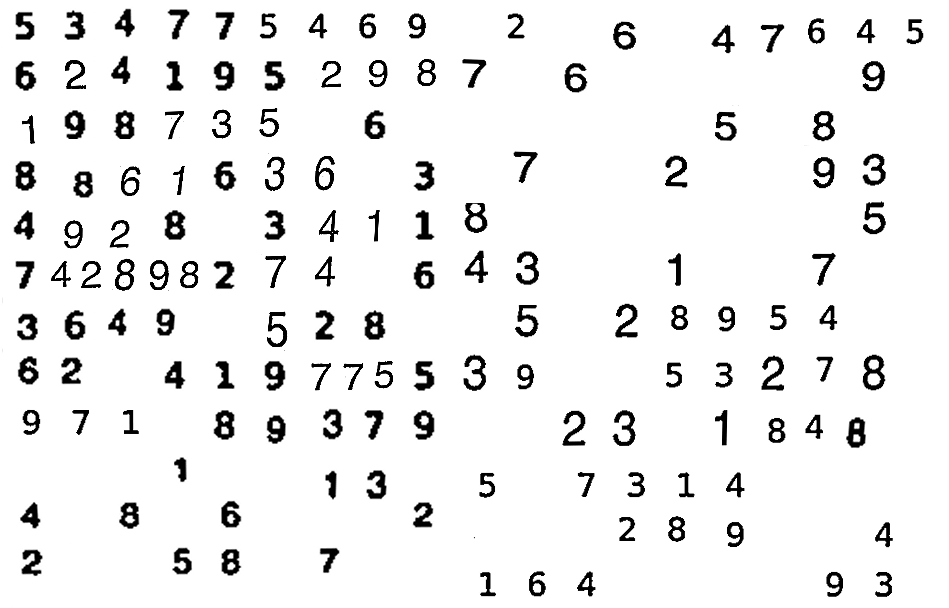 5 3 4 7 7 5 4 6 9 2 6 4 7 6 4 5
6 2 4 1 9 5 2 9 8 7 6 9
1 9 8 7 3 5 6 5 8
8 8 6 1 6 3 6 3 7 2 9 3
4 9 2 8 3 4 1 1 8 5
7 4 2 8 9 8 2 7 4 6 4 3 1 7
3 6 4 9 5 2 8 5 2 8 9 5 4
6 2 4 1 9 7 7 5 5 3 9 5 3 2 7 8
9 7 1 8 9 3 7 9 2 3 1 8 4 8
1 1 3 5 7 3 1 4
4 8 6 2 2 8 9 4
2 5 8 7 1 6 4 9 3